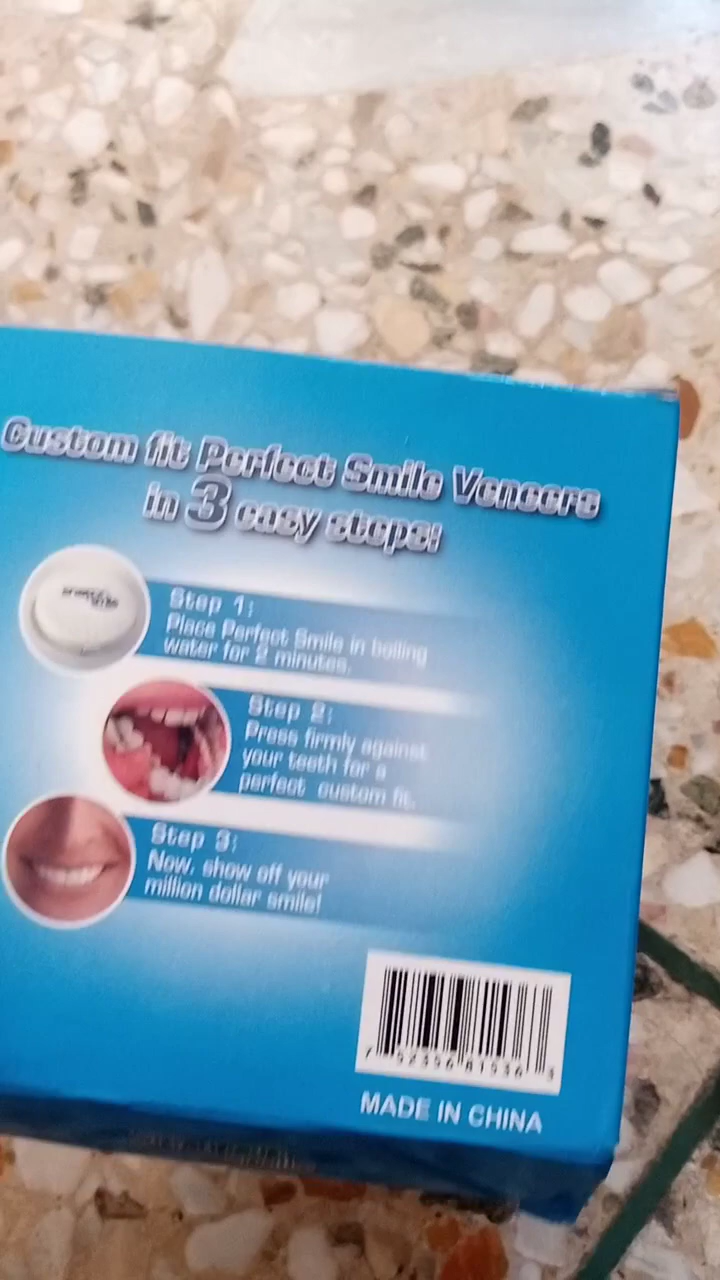 Custom fit Perfect Smile Veneers
in 3 easy steps!
Step 1:
Place Perfect Smile in boiling
water for 2 minutes.
Step 2:
Press firmly against
your teeth for a
perfect custom fit.
Step 3:
Now, show off your
million dollar smile!
MADE IN CHINA